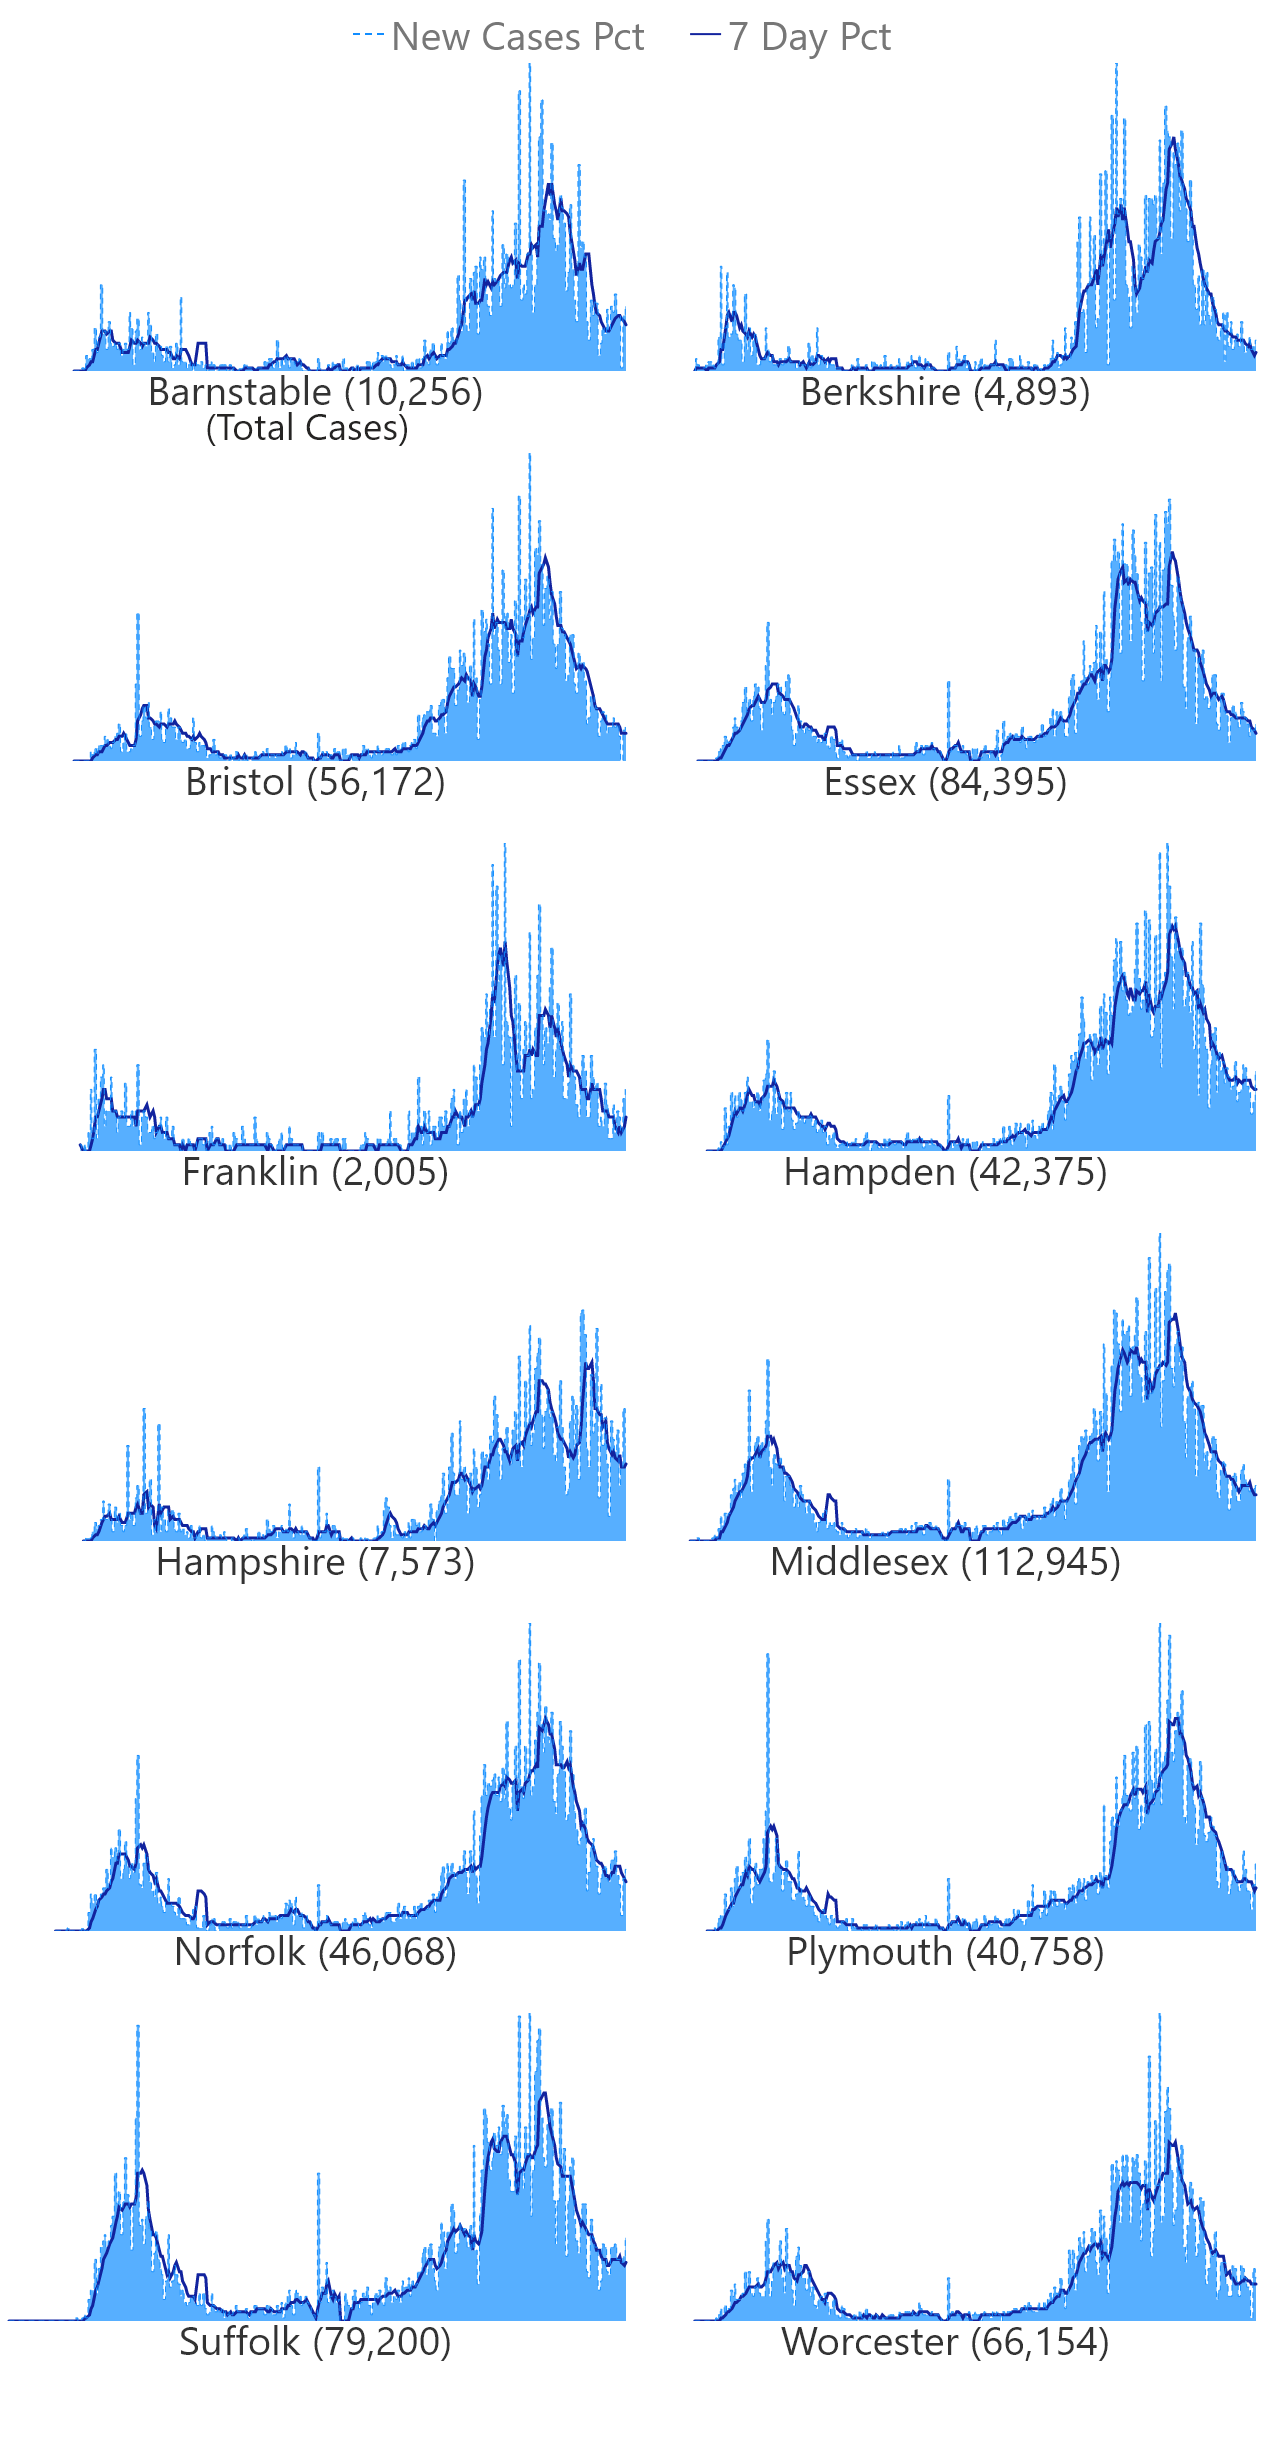 New Cases Pct 7 Day Pct
Barnstable (10,256) Berkshire (4,893)
(Total Cases)
Bristol (56,172) Essex (84,395)
Franklin (2,005) Hampden (42,375)
Hampshire (7,573) Middlesex (112,945)
Norfolk (46,068) Plymouth (40,758)
Suffolk (79,200) Worcester (66,154)